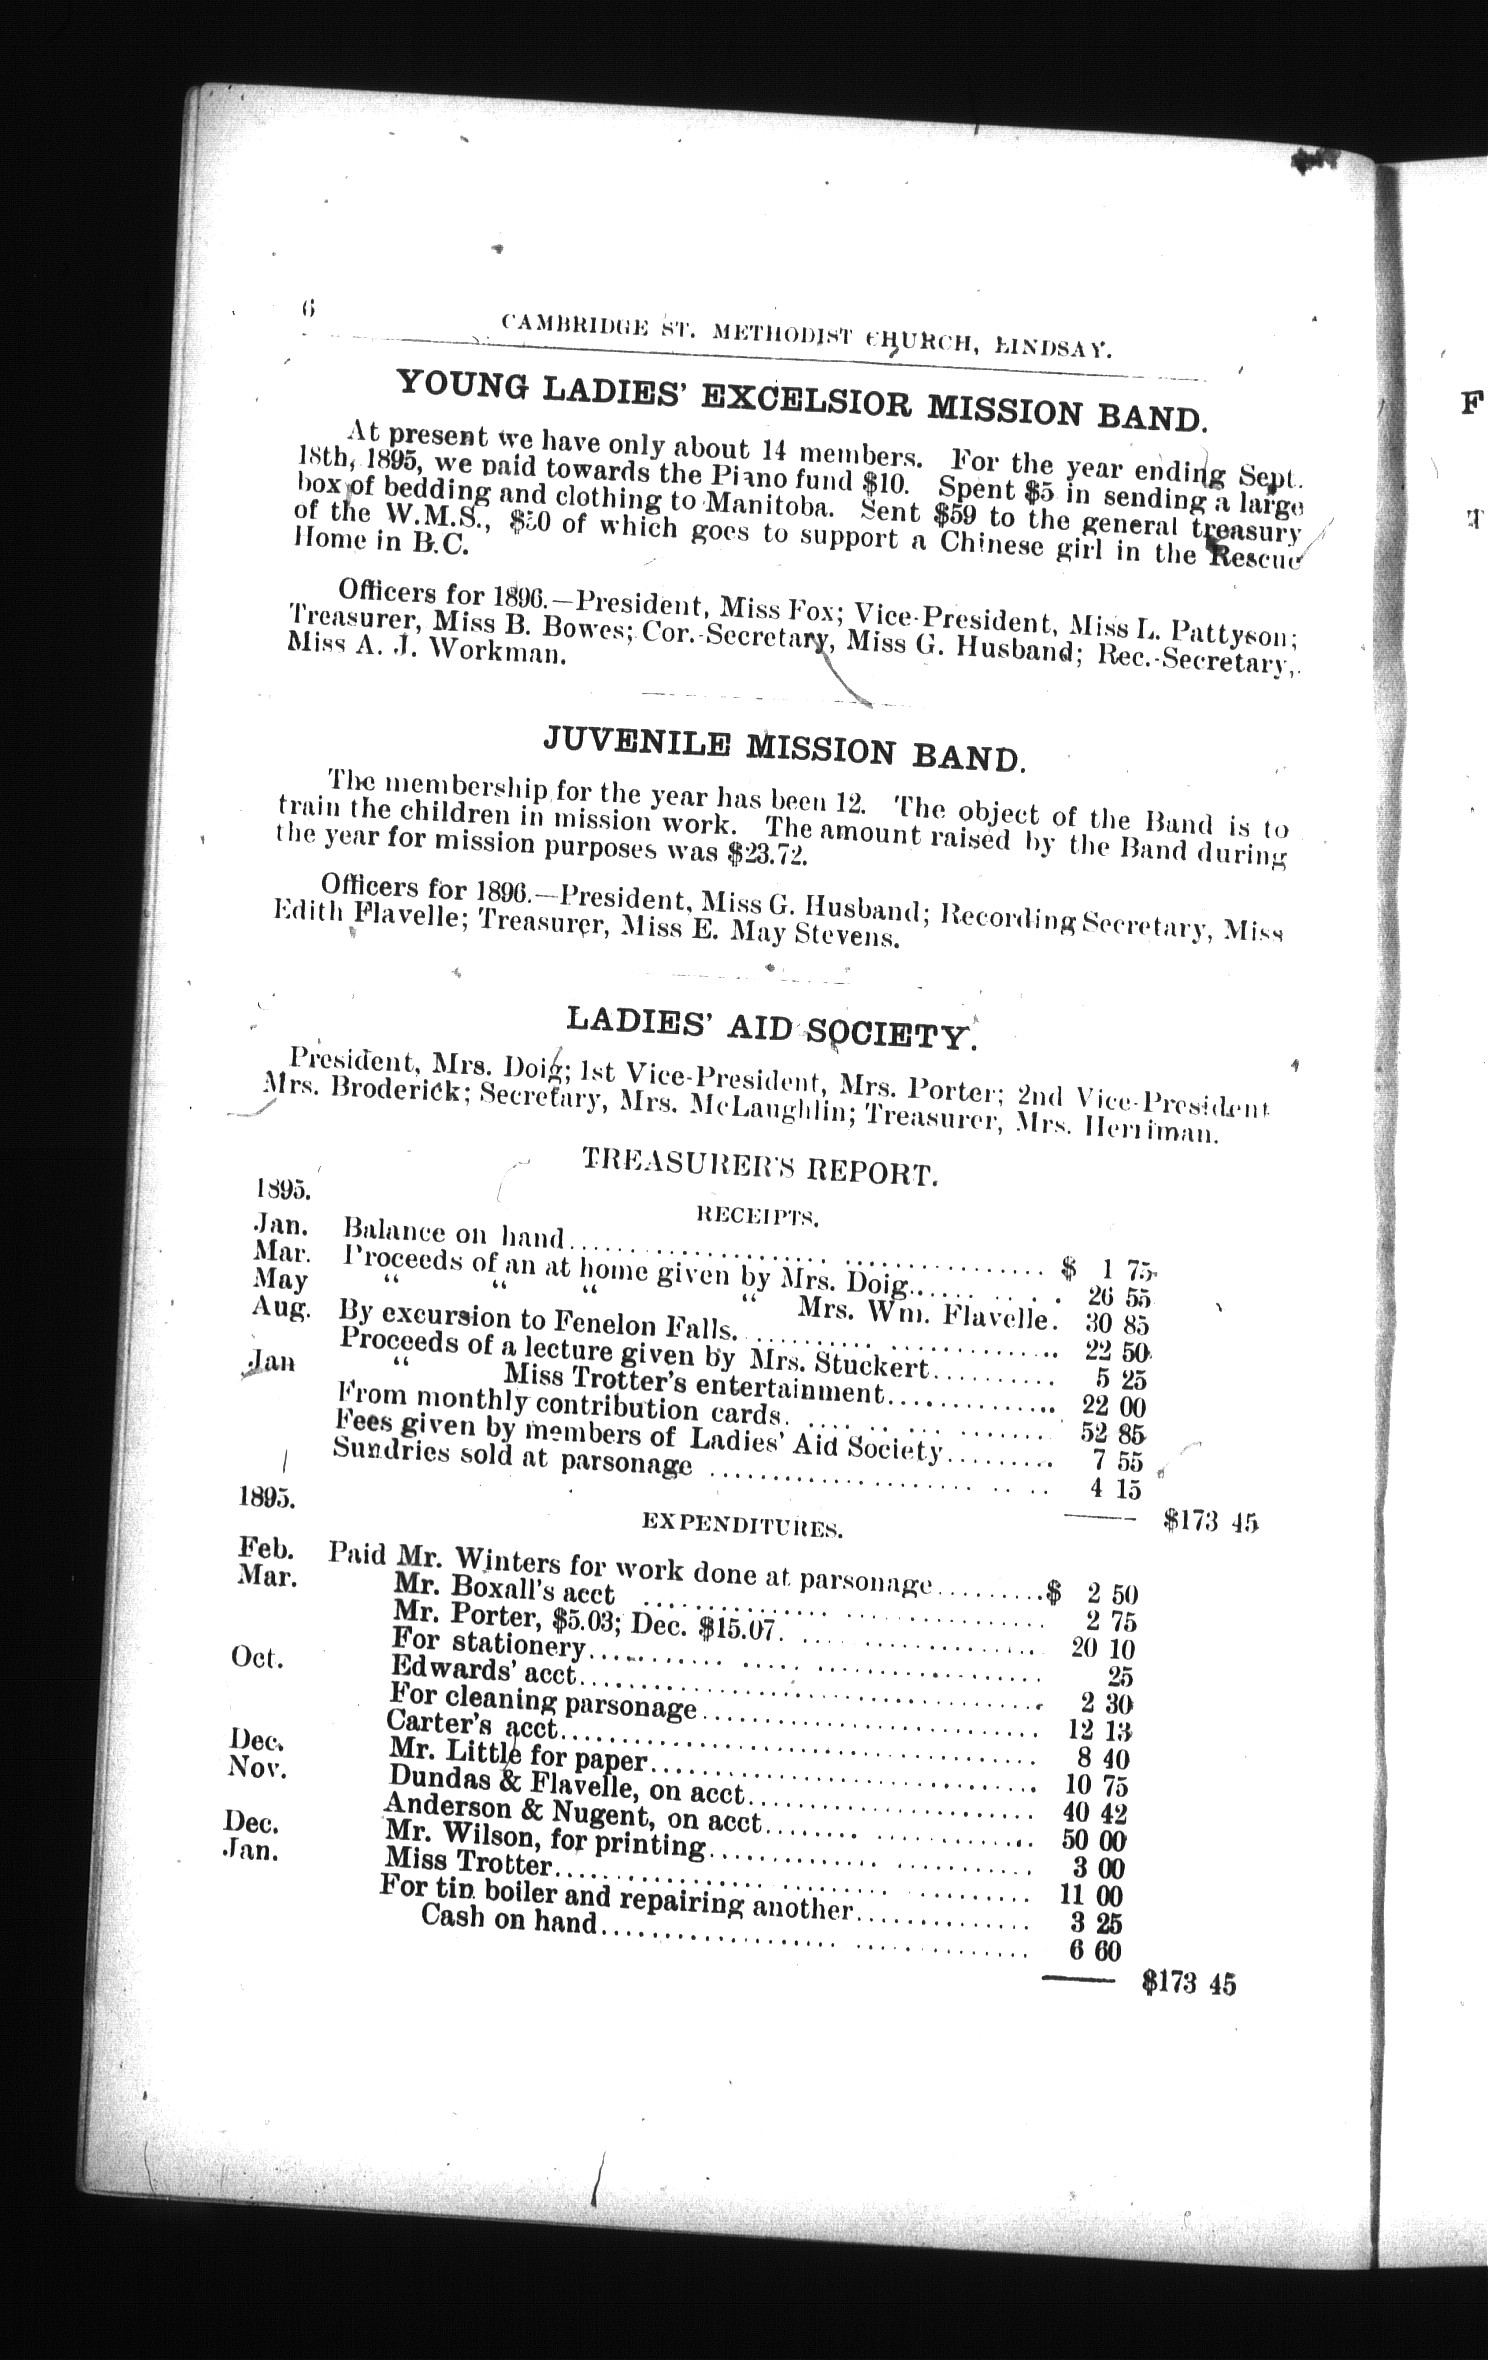 6
CAMBRIDGE ST. METHODIST CHURCH, LINDSAY.
YOUNG LADIES' EXCELSIOR MISSION BAND.
At present we have only about 14 members. For the year ending Sept.
18th, 1895, we paid towards the Piano fund $10. Spent $5 in sending a large
box of bedding and clothing to Manitoba. Sent $59 to the general treasury
of the W.M.S., $50 of which goes to support a Chinese girl in the Rescue
Home in B.C.
Officers for 1896.—President, Miss Fox; Vice-President, Miss L. Pattyson;
Treasurer, Miss B. Bowes; Cor.-Secretary, Miss G. Husband; Rec.-Secretary,
Miss A. J. Workman.
JUVENILE MISSION BAND.
The membership for the year has been 12. The object of the Band is to
train the children in mission work. The amount raised by the Band during
the year for mission purposes was $23.72.
Officers for 1896.—President, Miss G. Husband; Recording Secretary, Miss
Edith Flavelle; Treasurer, Miss E. May Stevens.
LADIES' AID SOCIETY.
President, Mrs. Doig; 1st Vice-President, Mrs. Porter; 2nd Vice-President
Mrs. Broderick; Secretary, Mrs. McLaughlin; Treasurer, Mrs. Herriman.
TREASURER'S REPORT.
1895.
RECEIPTS.
Jan. Balance on hand.......... $ 1 75
Mar. Proceeds of an at home given by Mrs. Doig.......... 26 55
May " " " " Mrs. Wm. Flavelle. 30 85
Aug. By excursion to Fenelon Falls.......... 22 50
Proceeds of a lecture given by Mrs. Stuckert.......... 5 25
Jan " Miss Trotter's entertainment.......... 22 00
From monthly contribution cards.......... 52 85
Fees given by members of Ladies' Aid Society.......... 7 55
Sundries sold at parsonage .......... 4 15
$173 45
1895.
EXPENDITURES.
Feb. Paid Mr. Winters for work done at parsonage..........$ 2 50
Mar. Mr. Boxall's acct .......... 2 75
Mr. Porter, $5.03; Dec. $15.07.......... 20 10
For stationery.......... 25
Oct. Edwards' acct.......... 2 30
For cleaning parsonage.......... 12 13
Carter's acct.......... 8 40
Dec. Mr. Little for paper.......... 10 75
Nov. Dundas & Flavelle, on acct.......... 40 42
Anderson & Nugent, on acct.......... 50 00
Dec. Mr. Wilson, for printing.......... 3 00
Jan. Miss Trotter.......... 11 00
For tin boiler and repairing another.......... 3 25
Cash on hand.......... 6 60
$173 45
F
T